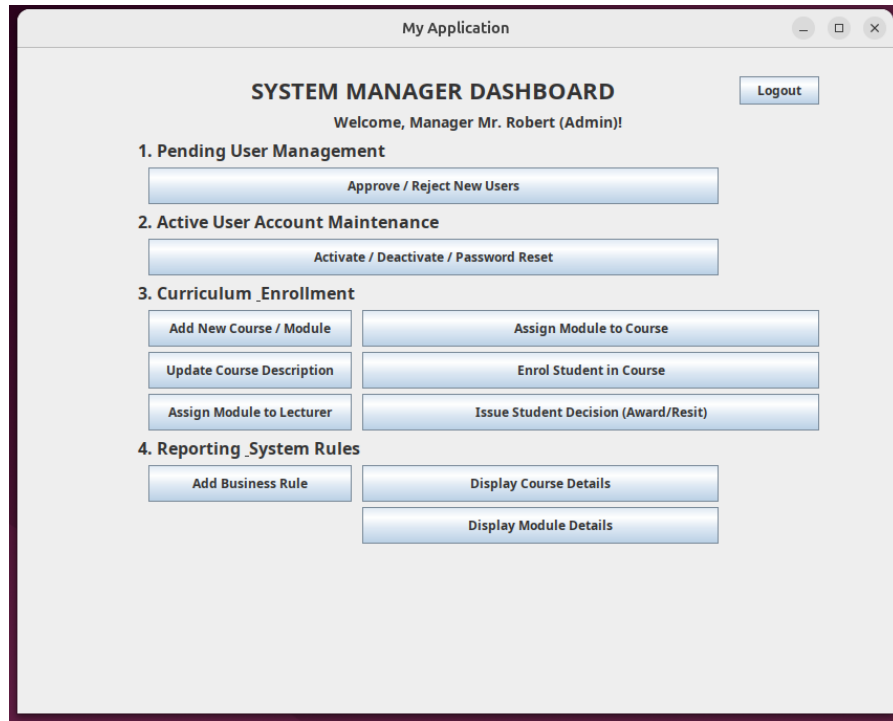 My Application
SYSTEM MANAGER DASHBOARD
Logout
Welcome, Manager Mr. Robert (Admin)!
1. Pending User Management
Approve / Reject New Users
2. Active User Account Maintenance
Activate / Deactivate / Password Reset
3. Curriculum _Enrollment
Add New Course / Module
Assign Module to Course
Update Course Description
Enrol Student in Course
Assign Module to Lecturer
Issue Student Decision (Award/Resit)
4. Reporting _System Rules
Add Business Rule
Display Course Details
Display Module Details